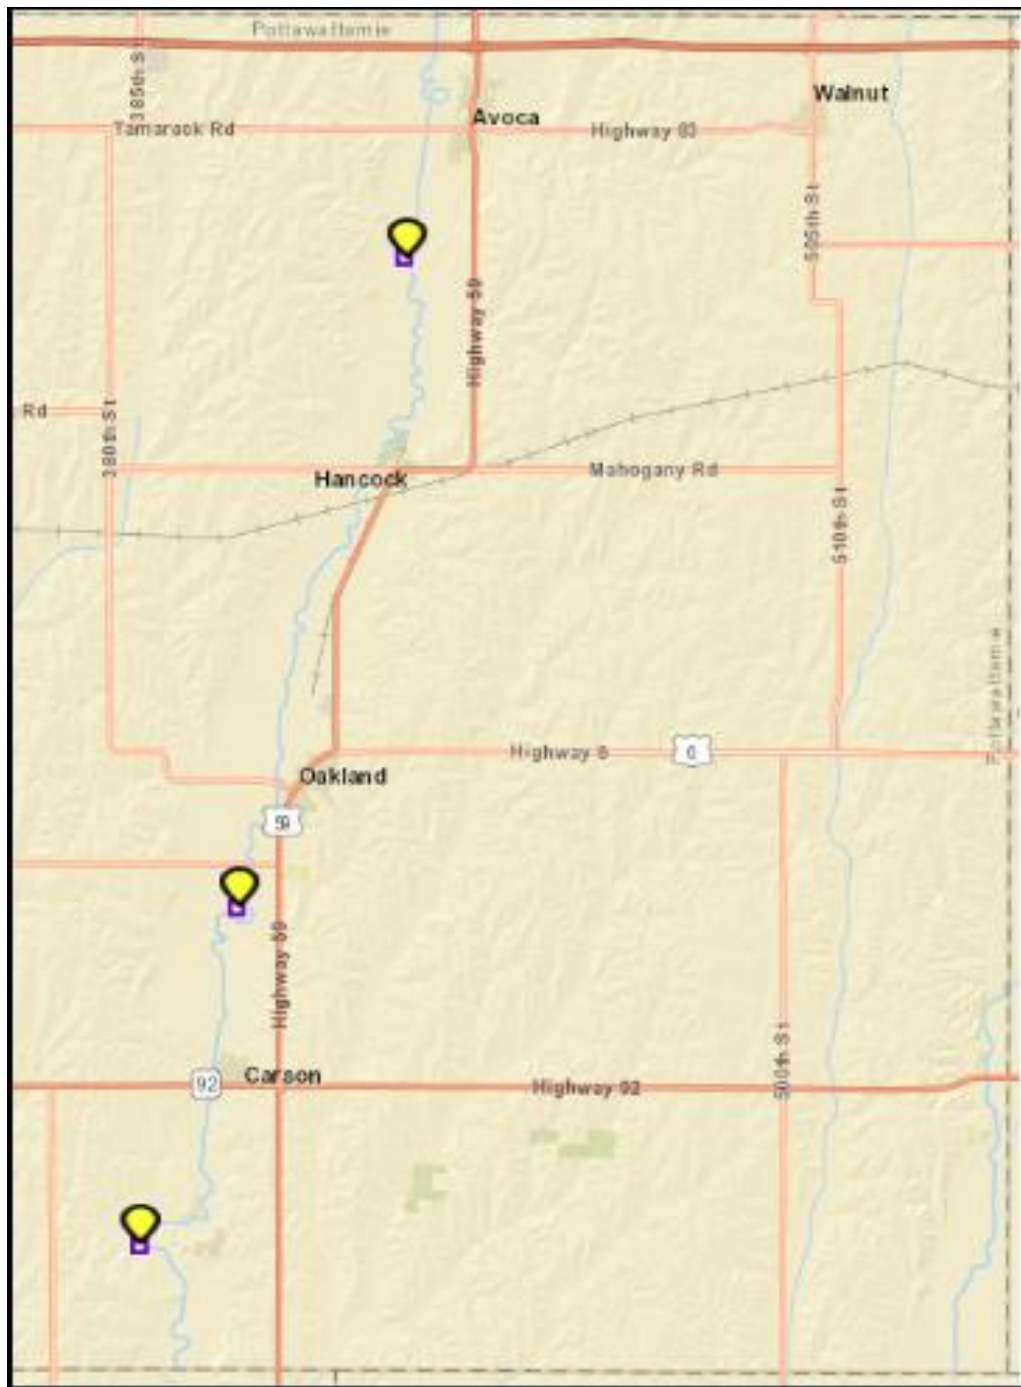 Pottawattamie
385th St
Walnut
Avoca
Tamarack Rd
Highway 83
505th St
Highway 59
Rd
380th St
Hancock
Mahogany Rd
510th St
Pottawattamie
Highway 6
6
Oakland
59
Highway 59
500th St
92
Carson
Highway 92